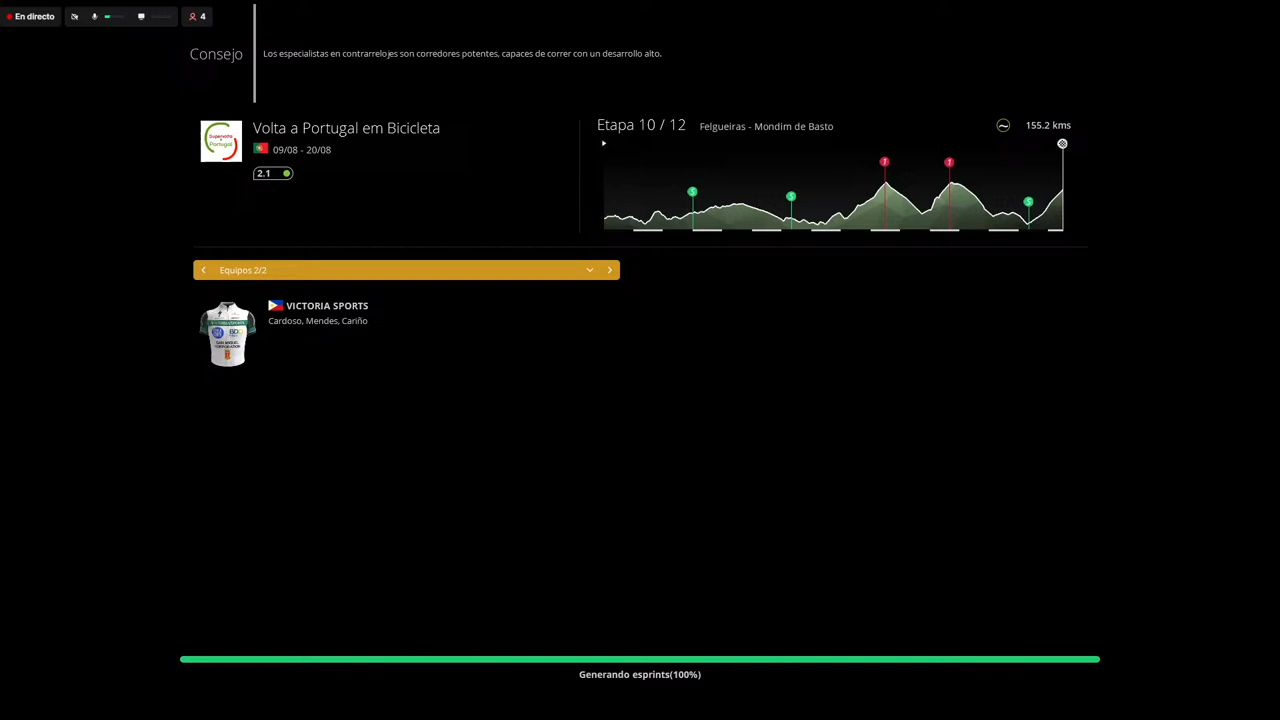 En directo
4
Consejo
Los especialistas en contrarrelojes son corredores potentes, capaces de correr con un desarrollo alto.
Volta a Portugal em Bicicleta
09/08 - 20/08
2.1
Etapa 10 / 12
Felgueiras - Mondim de Basto
155.2 kms
1
1
S
S
S
Equipos 2/2
VICTORIA SPORTS
Cardoso, Mendes, Cariño
Generando esprints(100%)